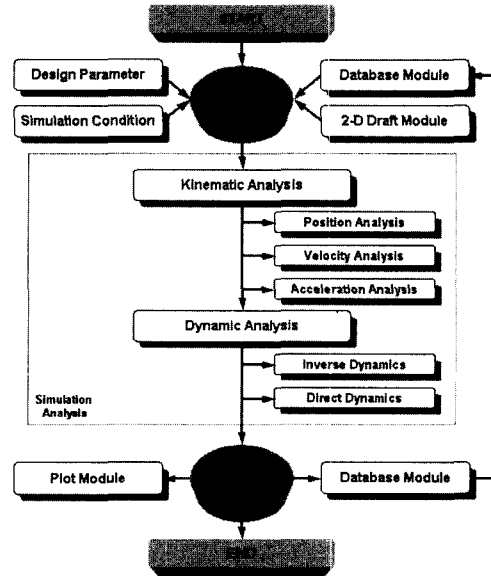 START
Design Parameter
Database Module
Simulation Condition
2-D Draft Module
Kinematic Analysis
Position Analysis
Velocity Analysis
Acceleration Analysis
Dynamic Analysis
Inverse Dynamics
Direct Dynamics
Simulation
Analysis
Plot Module
Database Module
END